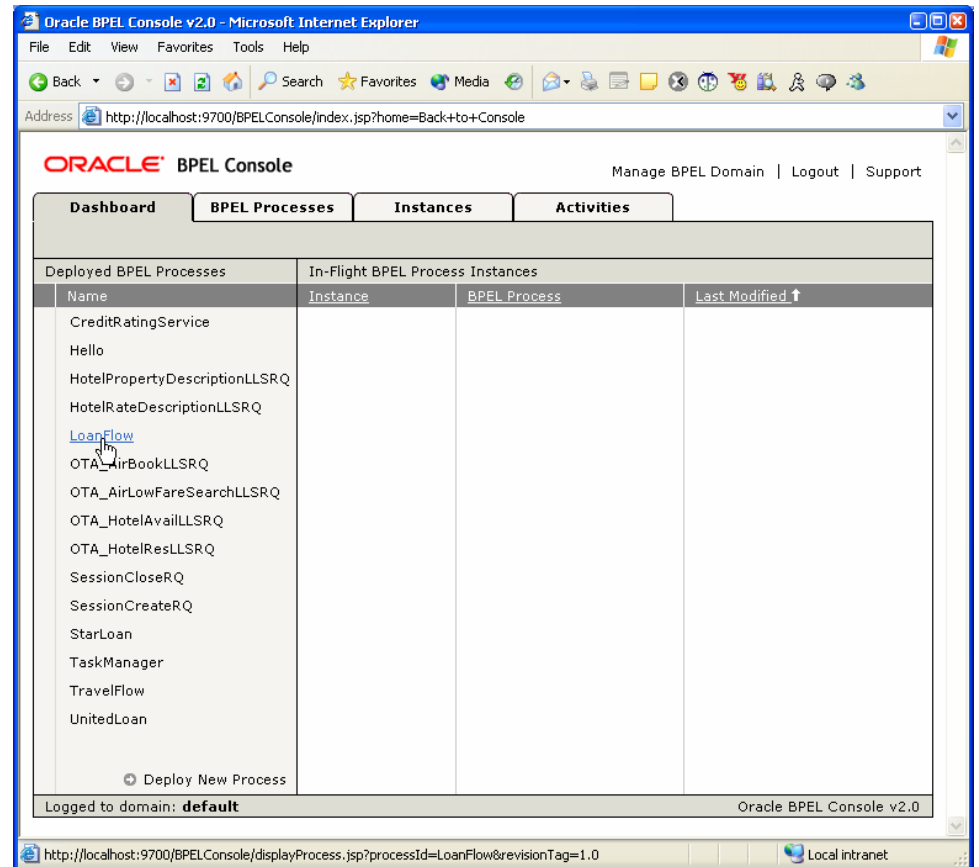 Oracle BPEL Console v2.0 - Microsoft Internet Explorer
File Edit View Favorites Tools Help
Back Search Favorites Media
Address http://localhost:9700/BPELConsole/index.jsp?home=Back+to+Console
ORACLE BPEL Console
Manage BPEL Domain | Logout | Support
Dashboard BPEL Processes Instances Activities
Deployed BPEL Processes In-Flight BPEL Process Instances
Name Instance BPEL Process Last Modified
CreditRatingService
Hello
HotelPropertyDescriptionLLSRQ
HotelRateDescriptionLLSRQ
LoanFlow
OTA_AirBookLLSRQ
OTA_AirLowFareSearchLLSRQ
OTA_HotelAvailLLSRQ
OTA_HotelResLLSRQ
SessionCloseRQ
SessionCreateRQ
StarLoan
TaskManager
TravelFlow
UnitedLoan
Deploy New Process
Logged to domain: default Oracle BPEL Console v2.0
http://localhost:9700/BPELConsole/displayProcess.jsp?processId=LoanFlow&revisionTag=1.0 Local intranet